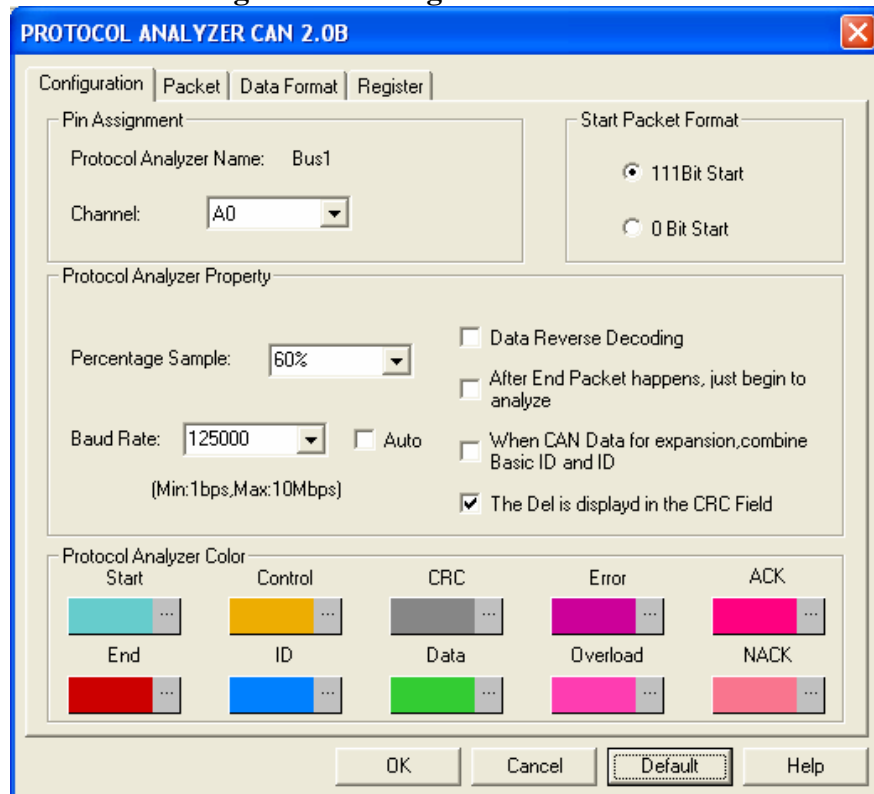 PROTOCOL ANALYZER CAN 2.0B
Configuration Packet Data Format Register
Pin Assignment
Protocol Analyzer Name: Bus1
Channel: A0
Start Packet Format
111Bit Start
0 Bit Start
Protocol Analyzer Property
Percentage Sample: 60%
Baud Rate: 125000 Auto
(Min:1bps,Max:10Mbps)
Data Reverse Decoding
After End Packet happens, just begin to
analyze
When CAN Data for expansion,combine
Basic ID and ID
The Del is displayd in the CRC Field
Protocol Analyzer Color
Start Control CRC Error ACK
... ... ... ... ...
End ID Data Overload NACK
... ... ... ... ...
OK Cancel Default Help